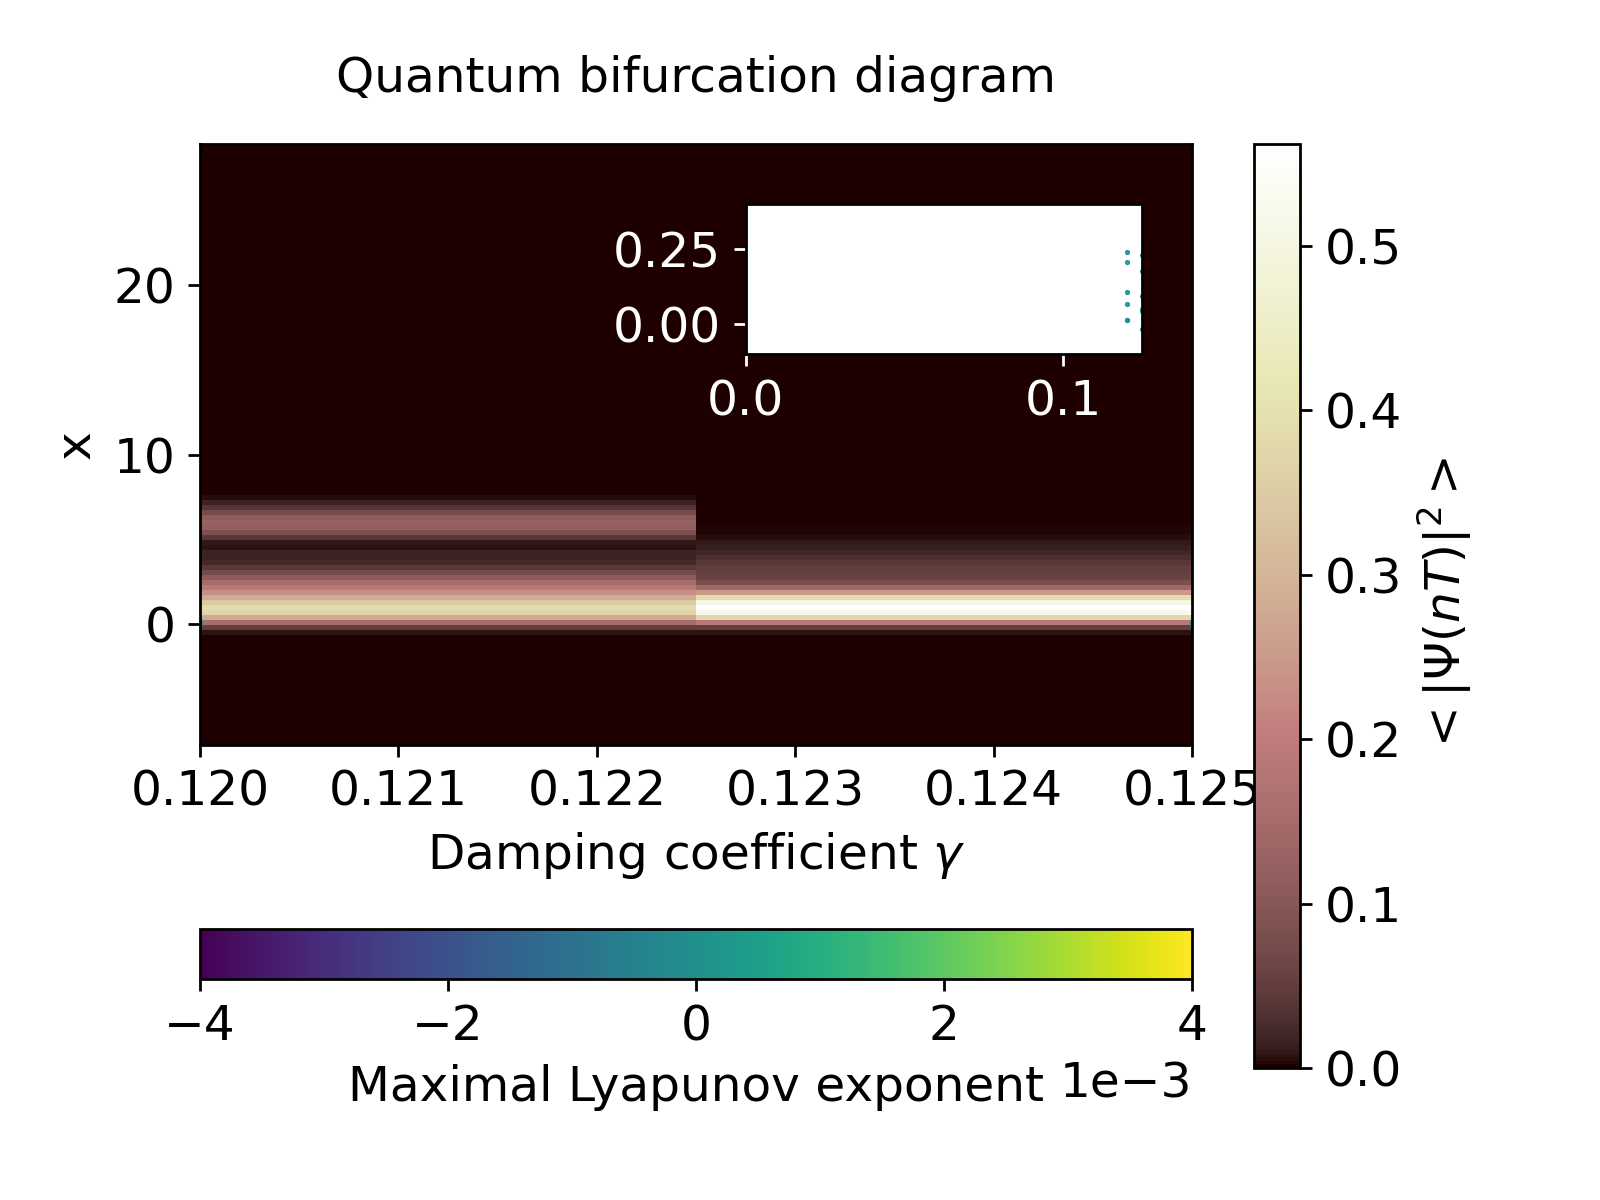 Quantum bifurcation diagram
x
20
10
0
0.25
0.00
0.0 0.1
0.120 0.121 0.122 0.123 0.124 0.125
Damping coefficient γ
−4 −2 0 2 4
Maximal Lyapunov exponent 1e−3
0.5
0.4
0.3
0.2
0.1
0.0
< |Ψ(nT)|² >